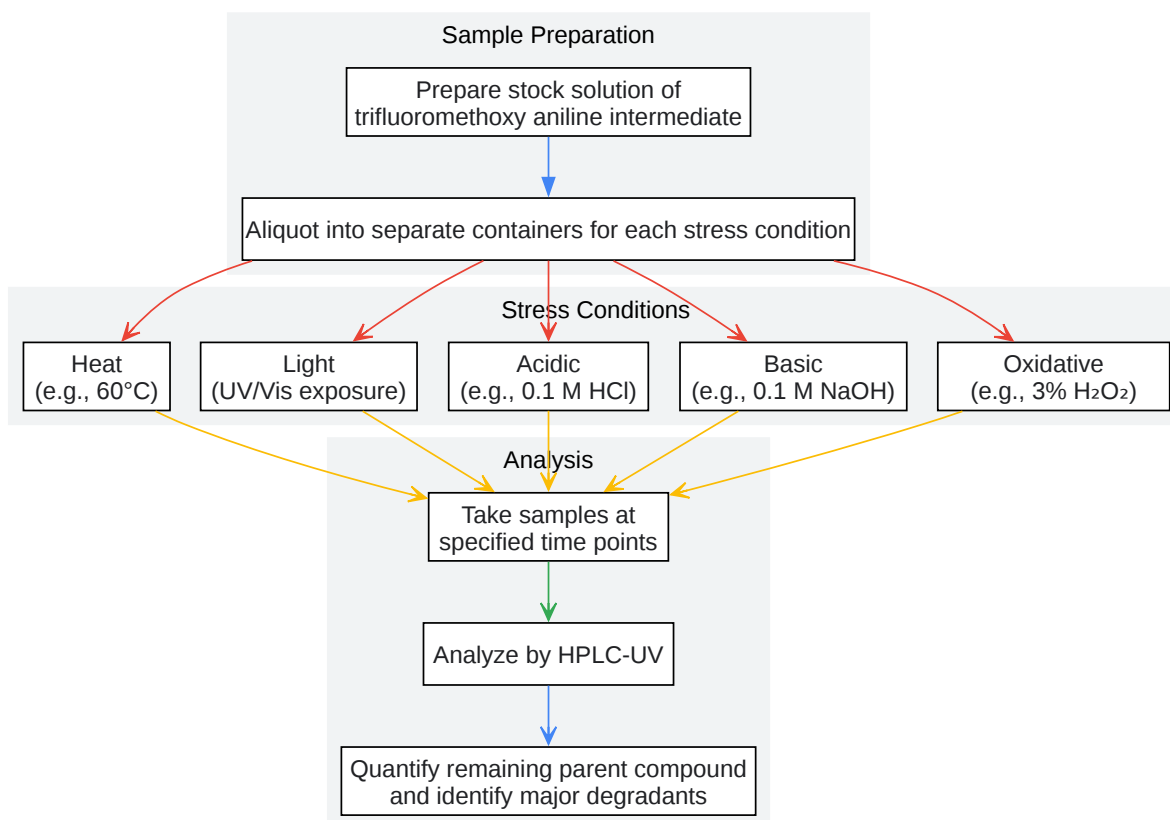 Sample Preparation
Prepare stock solution of
trifluoromethoxy aniline intermediate
Aliquot into separate containers for each stress condition
Stress Conditions
Heat
(e.g., 60°C)
Light
(UV/Vis exposure)
Acidic
(e.g., 0.1 M HCl)
Basic
(e.g., 0.1 M NaOH)
Oxidative
(e.g., 3% H₂O₂)
Analysis
Take samples at
specified time points
Analyze by HPLC-UV
Quantify remaining parent compound
and identify major degradants